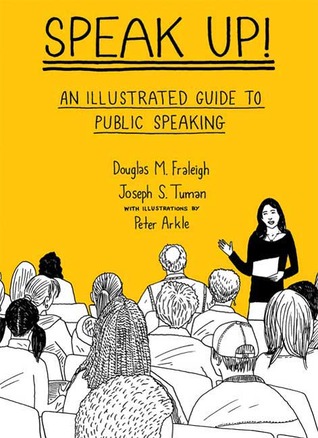 SPEAK UP!
AN ILLUSTRATED GUIDE TO
PUBLIC SPEAKING
Douglas M. Fraleigh
Joseph S. Tuman
WITH ILLUSTRATIONS BY
Peter Arkle